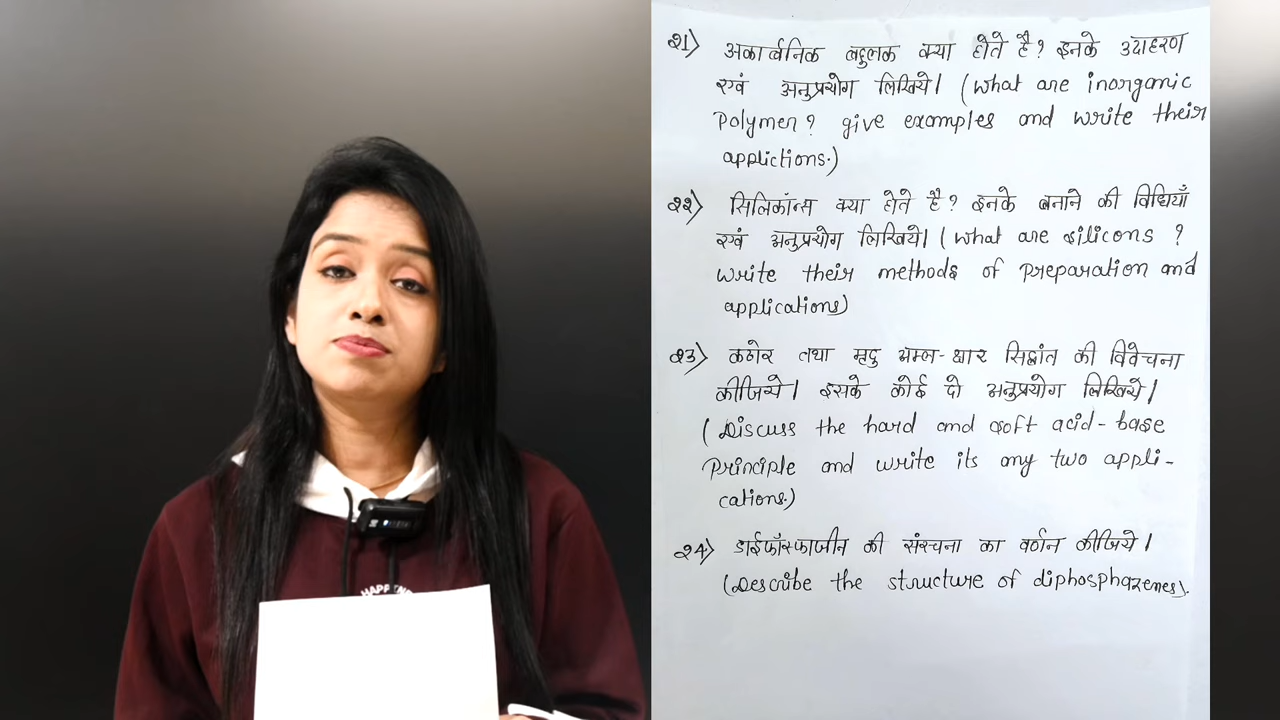 21) अकार्बनिक बहुलक क्या होते है? इनके उदाहरण
एवं अनुप्रयोग लिखिये। (What are inorganic
Polymer? give examples and write their
applictions.)
22) सिलिकॉन्स क्या होते है? इनके बनाने की विधियाँ
एवं अनुप्रयोग लिखिये। (What are silicons ?
Write their methods of preparation and
applications)
23) कठोर तथा मृदु अम्ल-क्षार सिद्धांत की विवेचना
कीजिये। इसके कोई दो अनुप्रयोग लिखिये।
(Discuss the hard and soft acid-base
Principle and write its any two appli-
cations.)
24) डाईफॉस्फाजीन की संरचना का वर्णन कीजिये।
(Describe the structure of diphosphazenes).